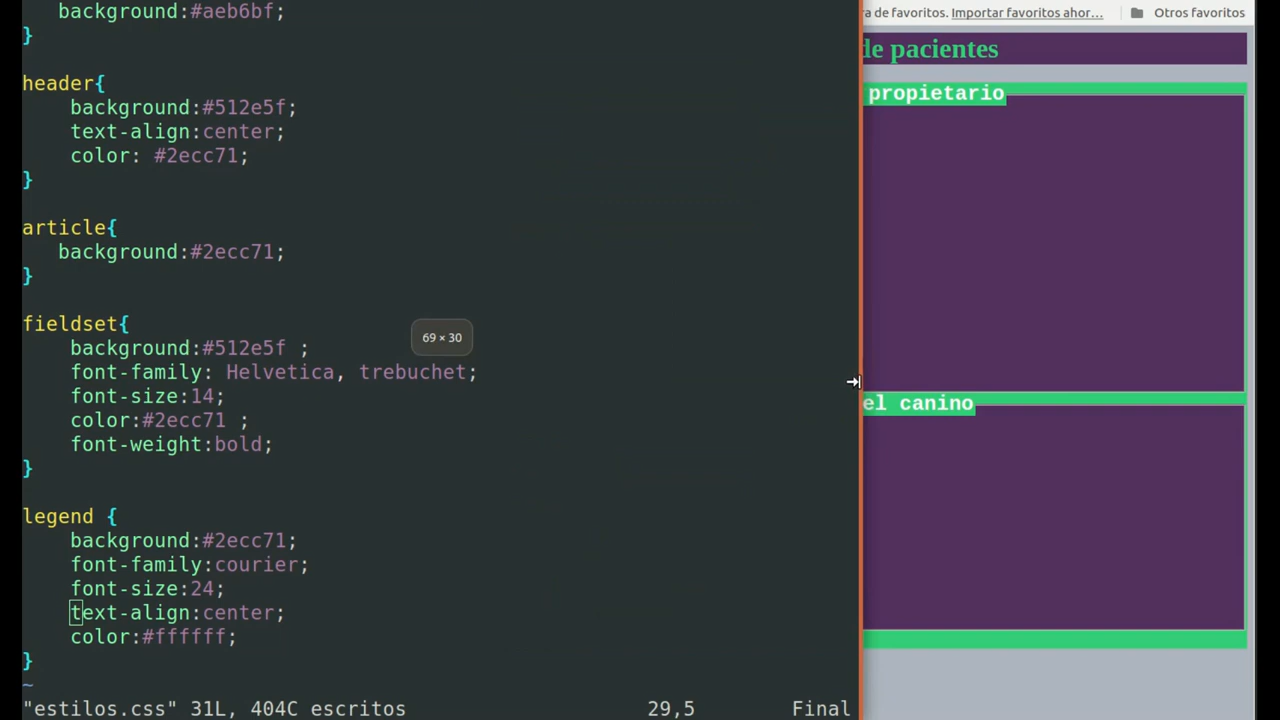 background:#aeb6bf;
}
header{
background:#512e5f;
text-align:center;
color: #2ecc71;
}
article{
background:#2ecc71;
}
fieldset{
background:#512e5f ;
font-family: Helvetica, trebuchet;
font-size:14;
color:#2ecc71 ;
font-weight:bold;
}
legend {
background:#2ecc71;
font-family:courier;
font-size:24;
text-align:center;
color:#ffffff;
}
~
"estilos.css" 31L, 404C escritos 29,5 Final
69 × 30
ra de favoritos. Importar favoritos ahor… Otros favoritos
de pacientes
propietario
el canino